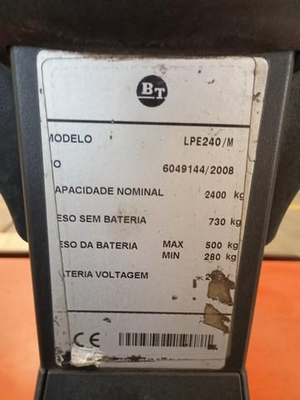 BT
MODELO LPE240/M
O 6049144/2008
CAPACIDADE NOMINAL 2400 kg
ESO SEM BATERIA 730 kg
ESO DA BATERIA MAX 500 kg
MIN 280 kg
ATERIA VOLTAGEM
CE